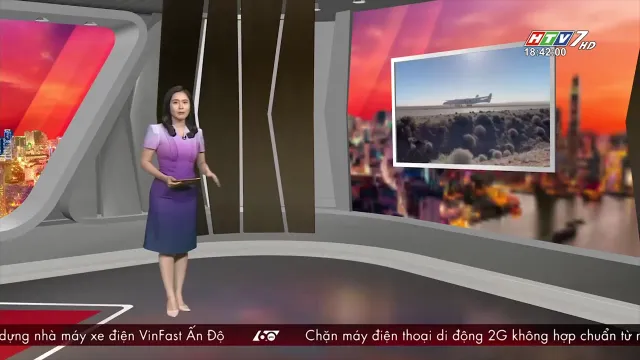 HTV7 HD
18:42:00
dựng nhà máy xe điện VinFast Ấn Độ 60 Chặn máy điện thoại di động 2G không hợp chuẩn từ